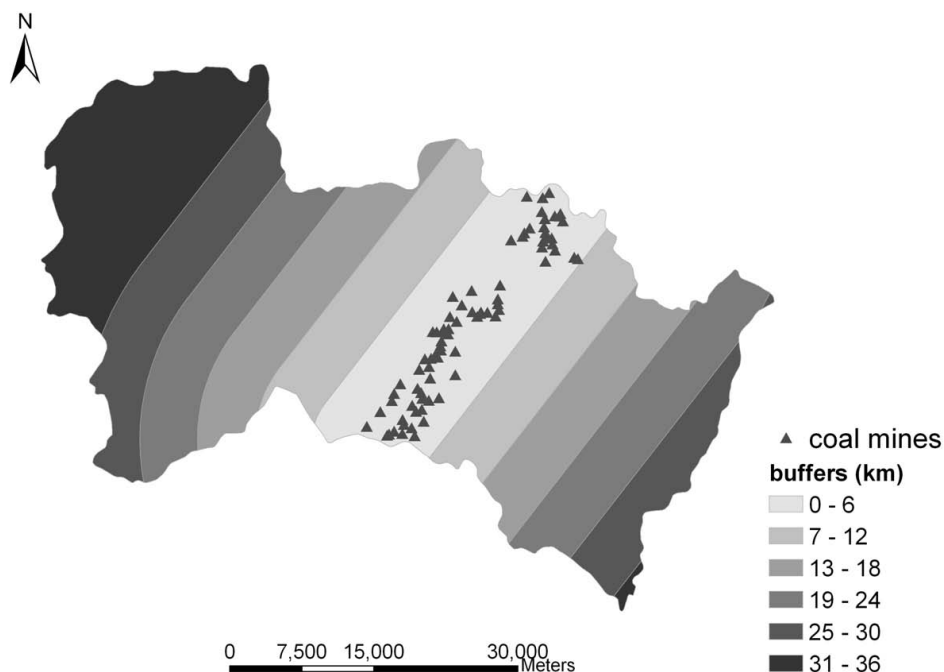 N
coal mines
buffers (km)
0 - 6
7 - 12
13 - 18
19 - 24
25 - 30
31 - 36
0 7,500 15,000 30,000
Meters